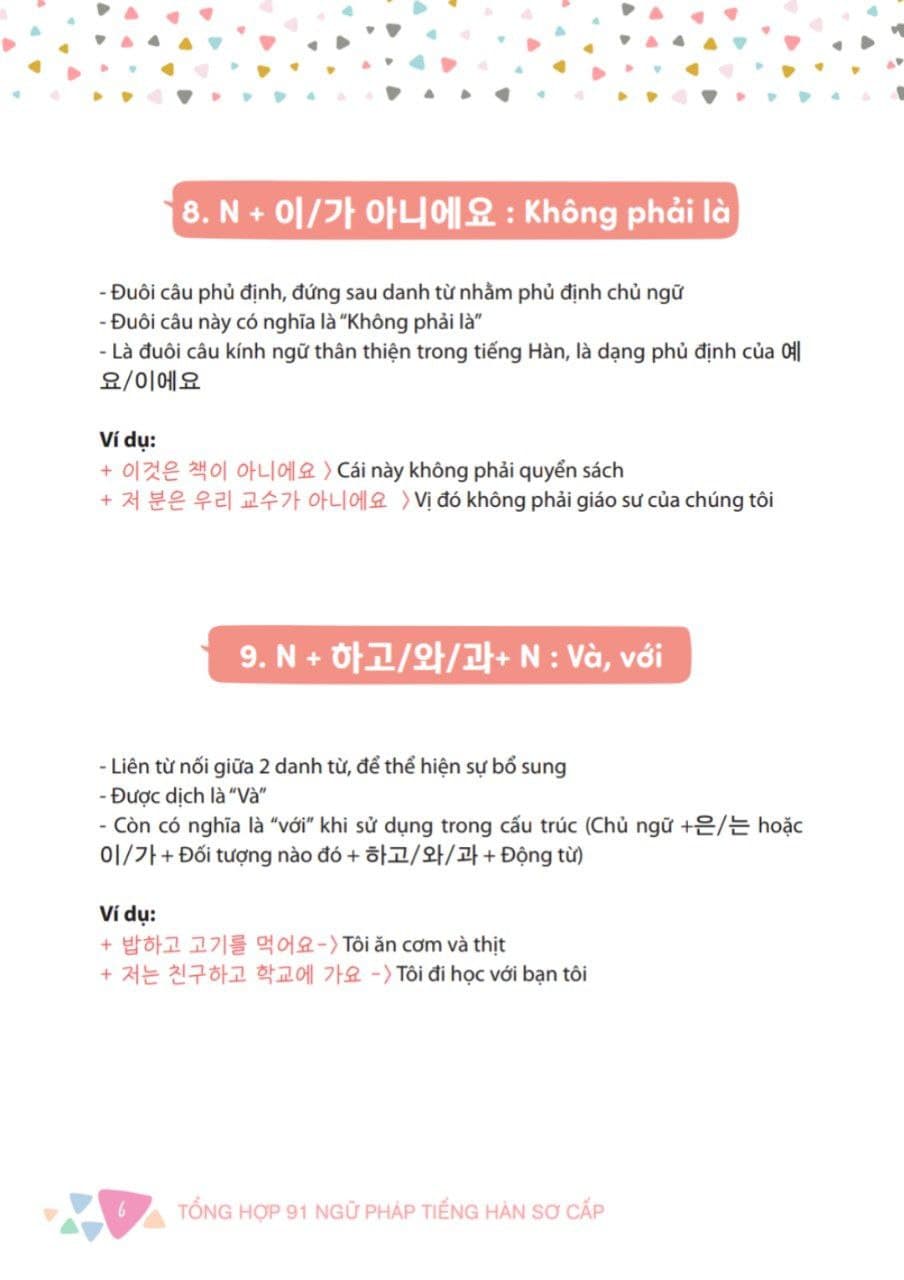 8. N + 이/가 아니에요 : Không phải là
- Đuôi câu phủ định, đứng sau danh từ nhằm phủ định chủ ngữ
- Đuôi câu này có nghĩa là “Không phải là”
- Là đuôi câu kính ngữ thân thiện trong tiếng Hàn, là dạng phủ định của 예
요/이에요
Ví dụ:
+ 이것은 책이 아니에요 > Cái này không phải quyển sách
+ 저 분은 우리 교수가 아니에요 > Vị đó không phải giáo sư của chúng tôi
9. N + 하고/와/과+ N : Và, với
- Liên từ nối giữa 2 danh từ, để thể hiện sự bổ sung
- Được dịch là “Và”
- Còn có nghĩa là “với” khi sử dụng trong cấu trúc (Chủ ngữ +은/는 hoặc
이/가 + Đối tượng nào đó + 하고/와/과 + Động từ)
Ví dụ:
+ 밥하고 고기를 먹어요-> Tôi ăn cơm và thịt
+ 저는 친구하고 학교에 가요 -> Tôi đi học với bạn tôi
6 TỔNG HỢP 91 NGỮ PHÁP TIẾNG HÀN SƠ CẤP